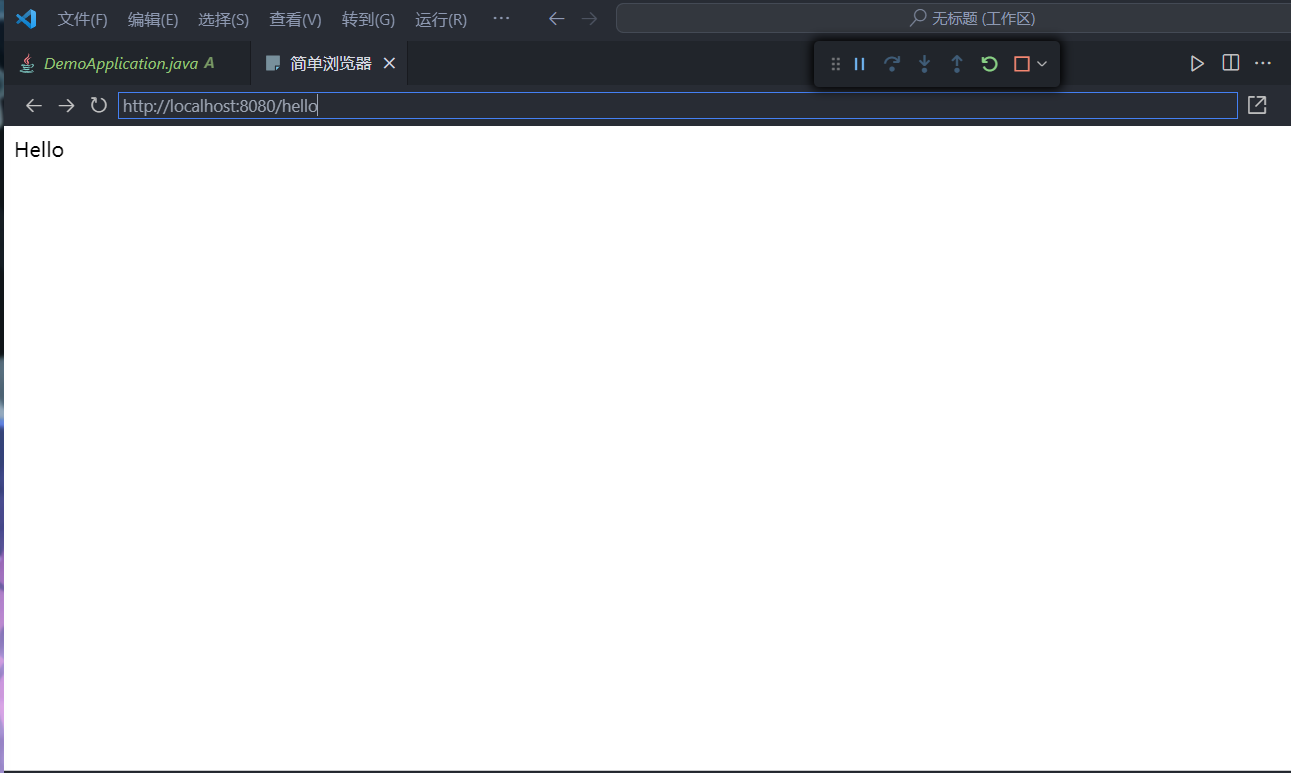 文件(F) 编辑(E) 选择(S) 查看(V) 转到(G) 运行(R) ··· 无标题 (工作区)
DemoApplication.java A 简单浏览器
http://localhost:8080/hello
Hello